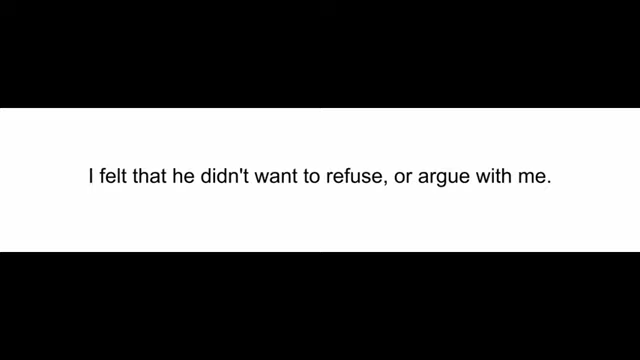 I felt that he didn't want to refuse, or argue with me.